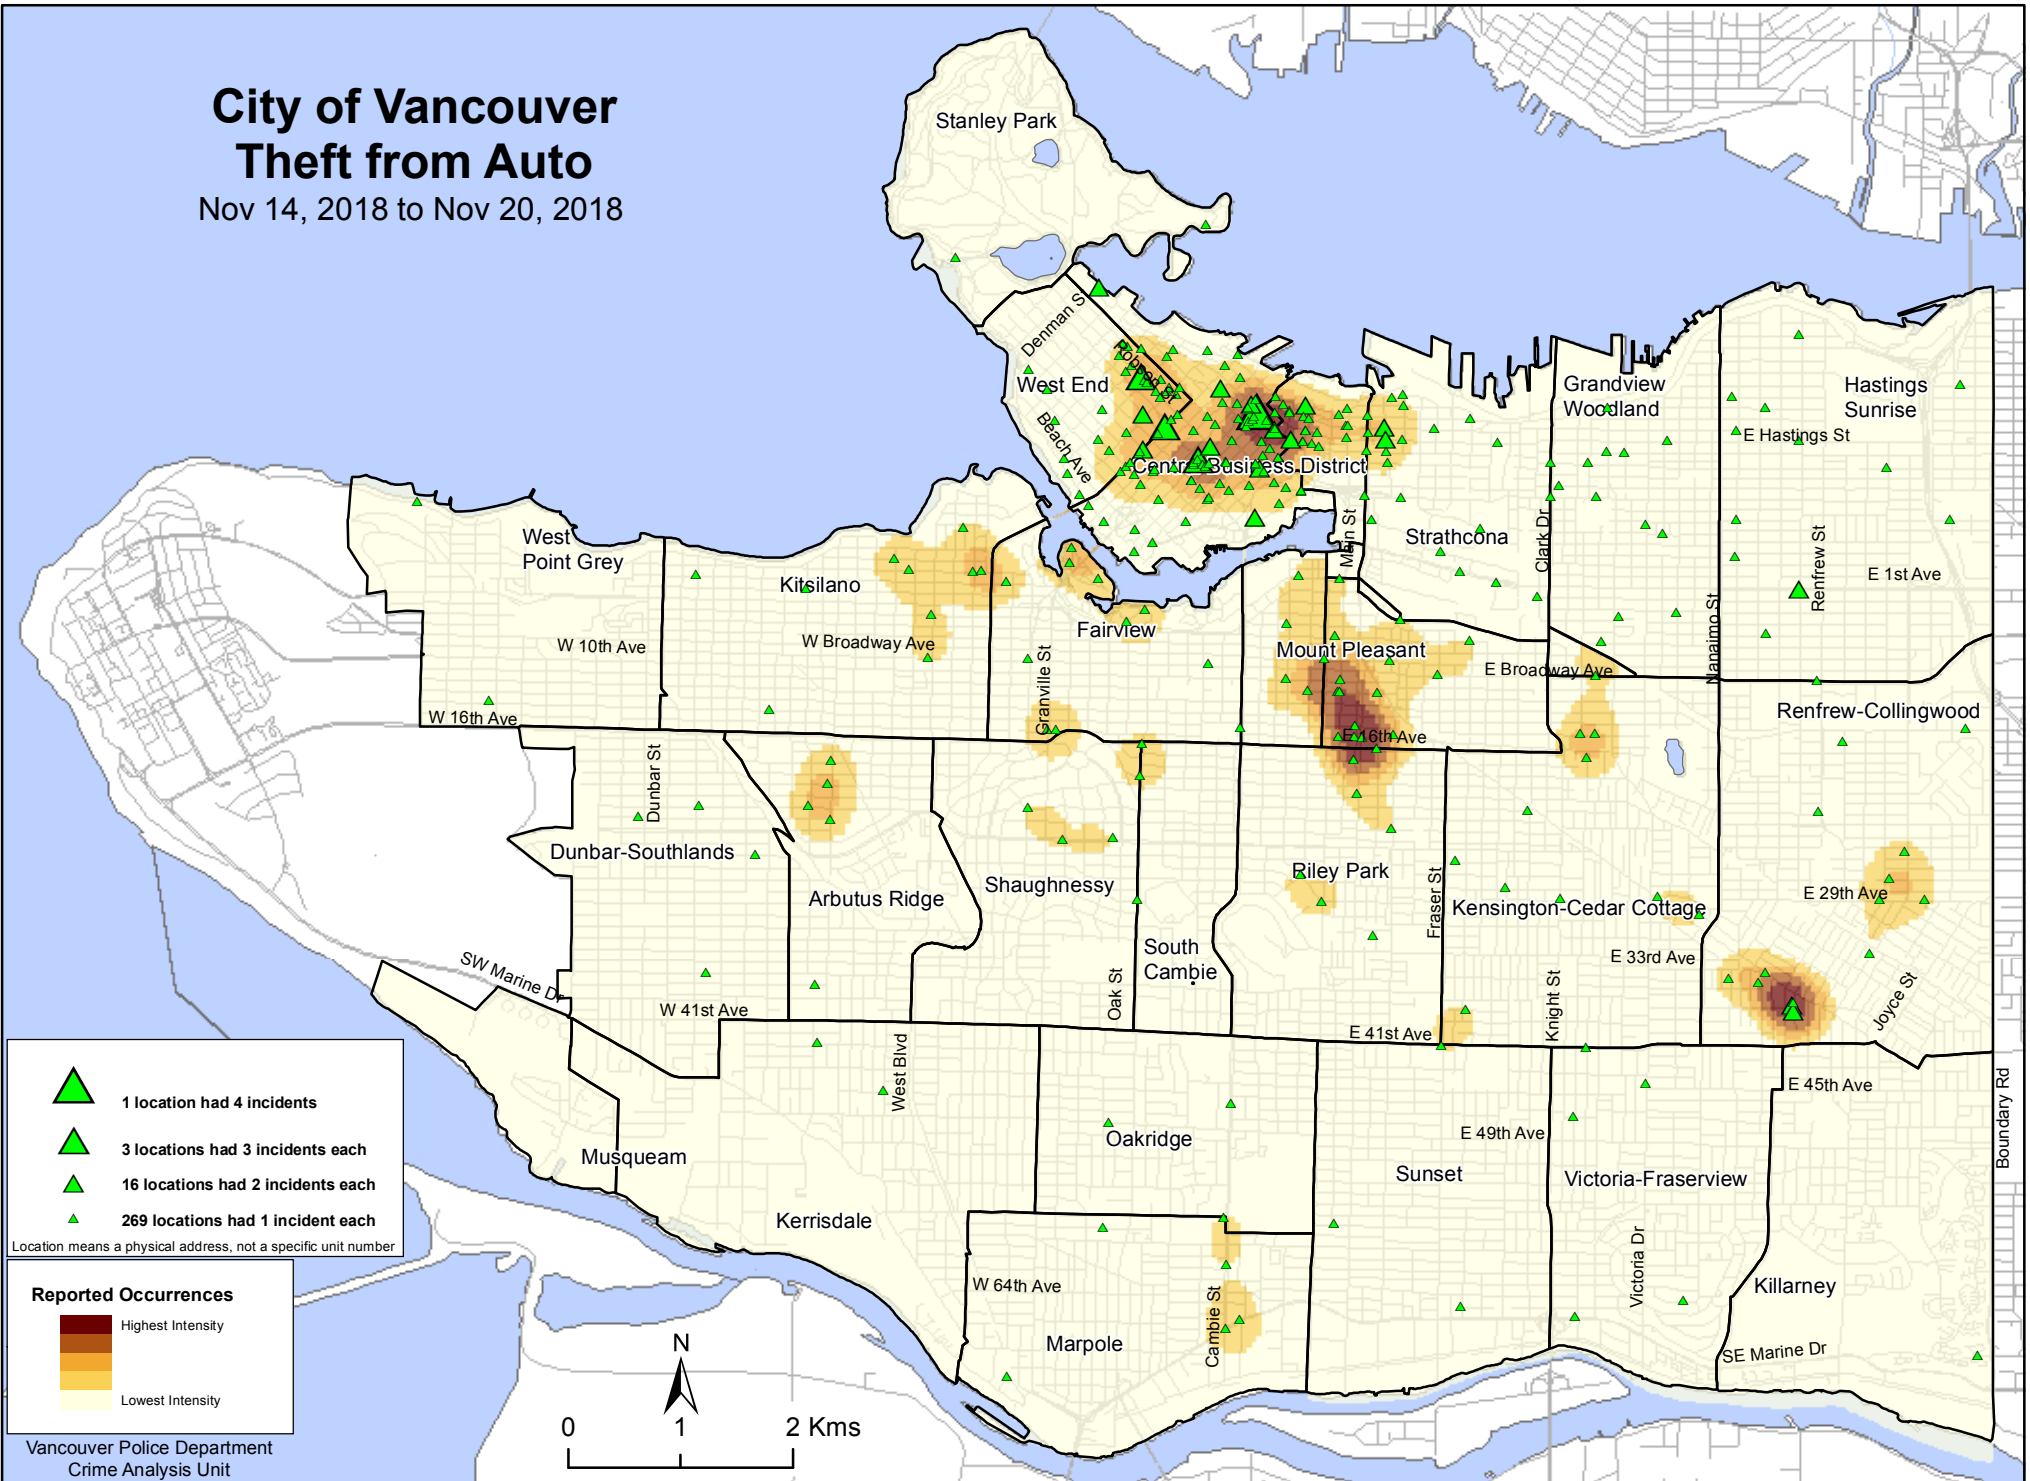 City of Vancouver
Theft from Auto
Nov 14, 2018 to Nov 20, 2018
Stanley Park
Denman S
Robson St
West End
Beach Ave
Central Business District
Grandview
Woodland
Hastings
Sunrise
E Hastings St
West
Point Grey
Kitsilano
Fairview
Main St
Strathcona
Clark Dr
Renfrew St
E 1st Ave
Nanaimo St
W 10th Ave
W Broadway Ave
Granville St
Mount Pleasant
E Broadway Ave
W 16th Ave
E 16th Ave
Renfrew-Collingwood
Dunbar St
Dunbar-Southlands
Arbutus Ridge
Shaughnessy
Riley Park
Fraser St
Kensington-Cedar Cottage
E 29th Ave
South
Cambie
Oak St
E 33rd Ave
Knight St
Joyce St
SW Marine Dr
W 41st Ave
E 41st Ave
West Blvd
E 45th Ave
Boundary Rd
Musqueam
Oakridge
E 49th Ave
Sunset
Victoria-Fraserview
Kerrisdale
W 64th Ave
Cambie St
Victoria Dr
Killarney
Marpole
SE Marine Dr
1 location had 4 incidents
3 locations had 3 incidents each
16 locations had 2 incidents each
269 locations had 1 incident each
Location means a physical address, not a specific unit number
Reported Occurrences
Highest Intensity
Lowest Intensity
N
0 1 2 Kms
Vancouver Police Department
Crime Analysis Unit